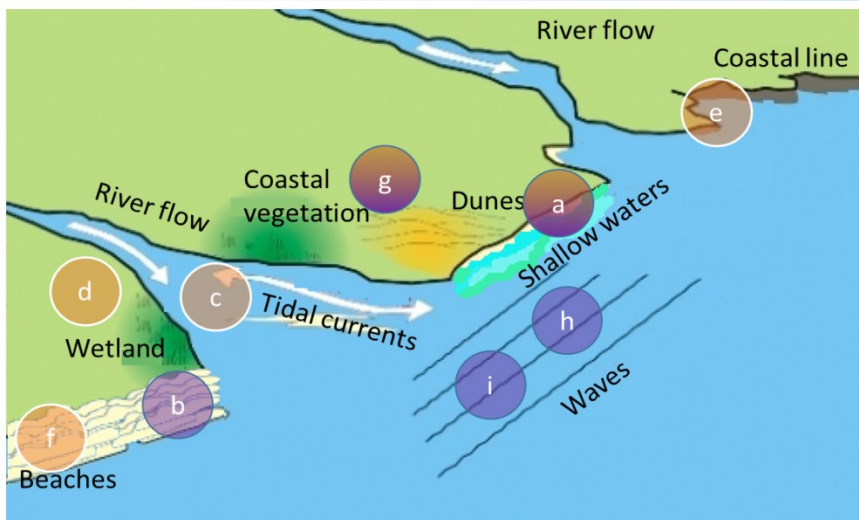 River flow
Coastal line
e
g
Coastal
vegetation
Dunes
a
River flow
Shallow waters
d
c
Tidal currents
h
Wetland
i
Waves
b
f
Beaches